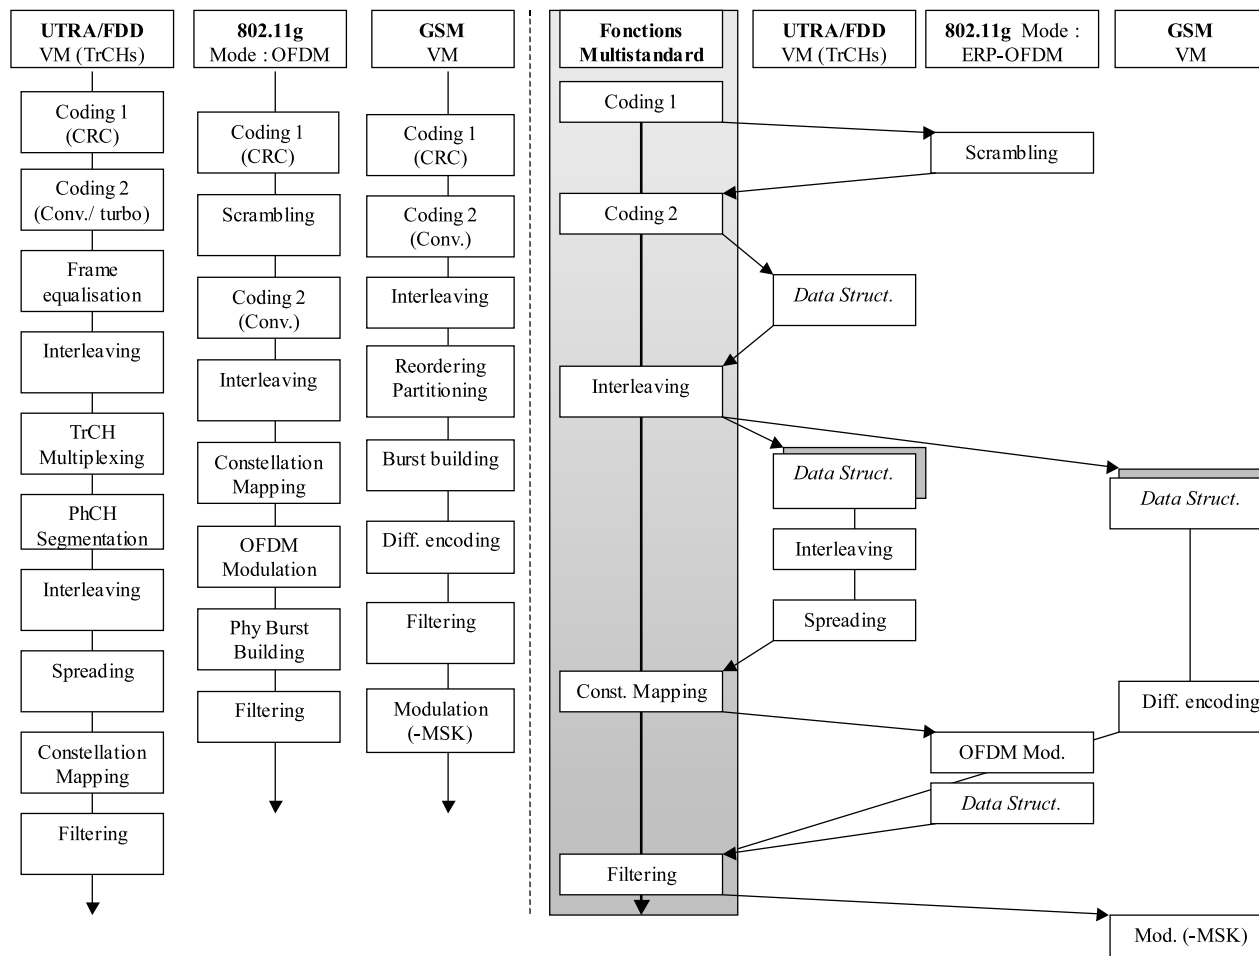 UTRA/FDD
VM (TrCHs)
Coding 1
(CRC)
Coding 2
(Conv./ turbo)
Frame
equalisation
Interleaving
TrCH
Multiplexing
PhCH
Segmentation
Interleaving
Spreading
Constellation
Mapping
Filtering
802.11g
Mode : OFDM
Coding 1
(CRC)
Scrambling
Coding 2
(Conv.)
Interleaving
Constellation
Mapping
OFDM
Modulation
Phy Burst
Building
Filtering
GSM
VM
Coding 1
(CRC)
Coding 2
(Conv.)
Interleaving
Reordering
Partitioning
Burst building
Diff. encoding
Filtering
Modulation
(-MSK)
Fonctions
Multistandard
Coding 1
Coding 2
Interleaving
Const. Mapping
Filtering
UTRA/FDD
VM (TrCHs)
Data Struct.
Data Struct.
Interleaving
Spreading
802.11g Mode :
ERP-OFDM
Scrambling
OFDM Mod.
Data Struct.
GSM
VM
Data Struct.
Diff. encoding
Mod. (-MSK)